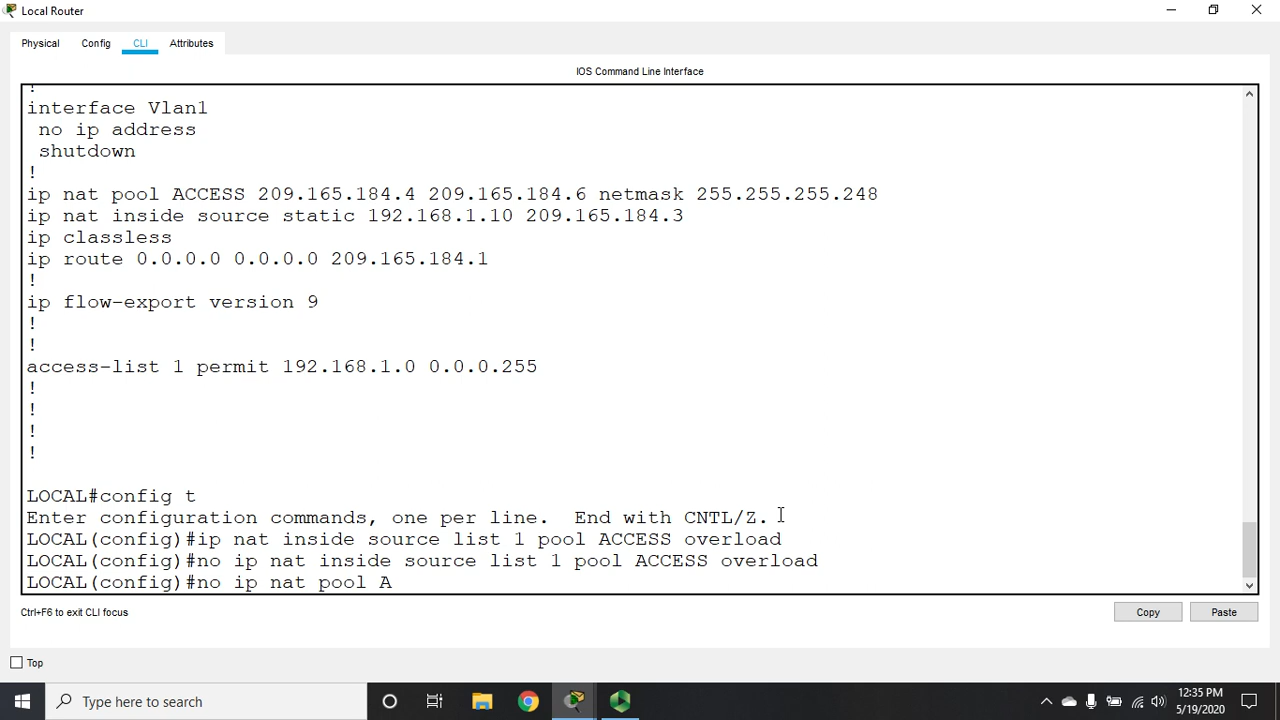 Local Router
Physical Config CLI Attributes
IOS Command Line Interface
!
interface Vlan1
 no ip address
 shutdown
!
ip nat pool ACCESS 209.165.184.4 209.165.184.6 netmask 255.255.255.248
ip nat inside source static 192.168.1.10 209.165.184.3
ip classless
ip route 0.0.0.0 0.0.0.0 209.165.184.1
!
ip flow-export version 9
!
!
access-list 1 permit 192.168.1.0 0.0.0.255
!
!
!
!
LOCAL#config t
Enter configuration commands, one per line.  End with CNTL/Z.
LOCAL(config)#ip nat inside source list 1 pool ACCESS overload
LOCAL(config)#no ip nat inside source list 1 pool ACCESS overload
LOCAL(config)#no ip nat pool A
Ctrl+F6 to exit CLI focus
Copy Paste
Top
Type here to search
12:35 PM
5/19/2020